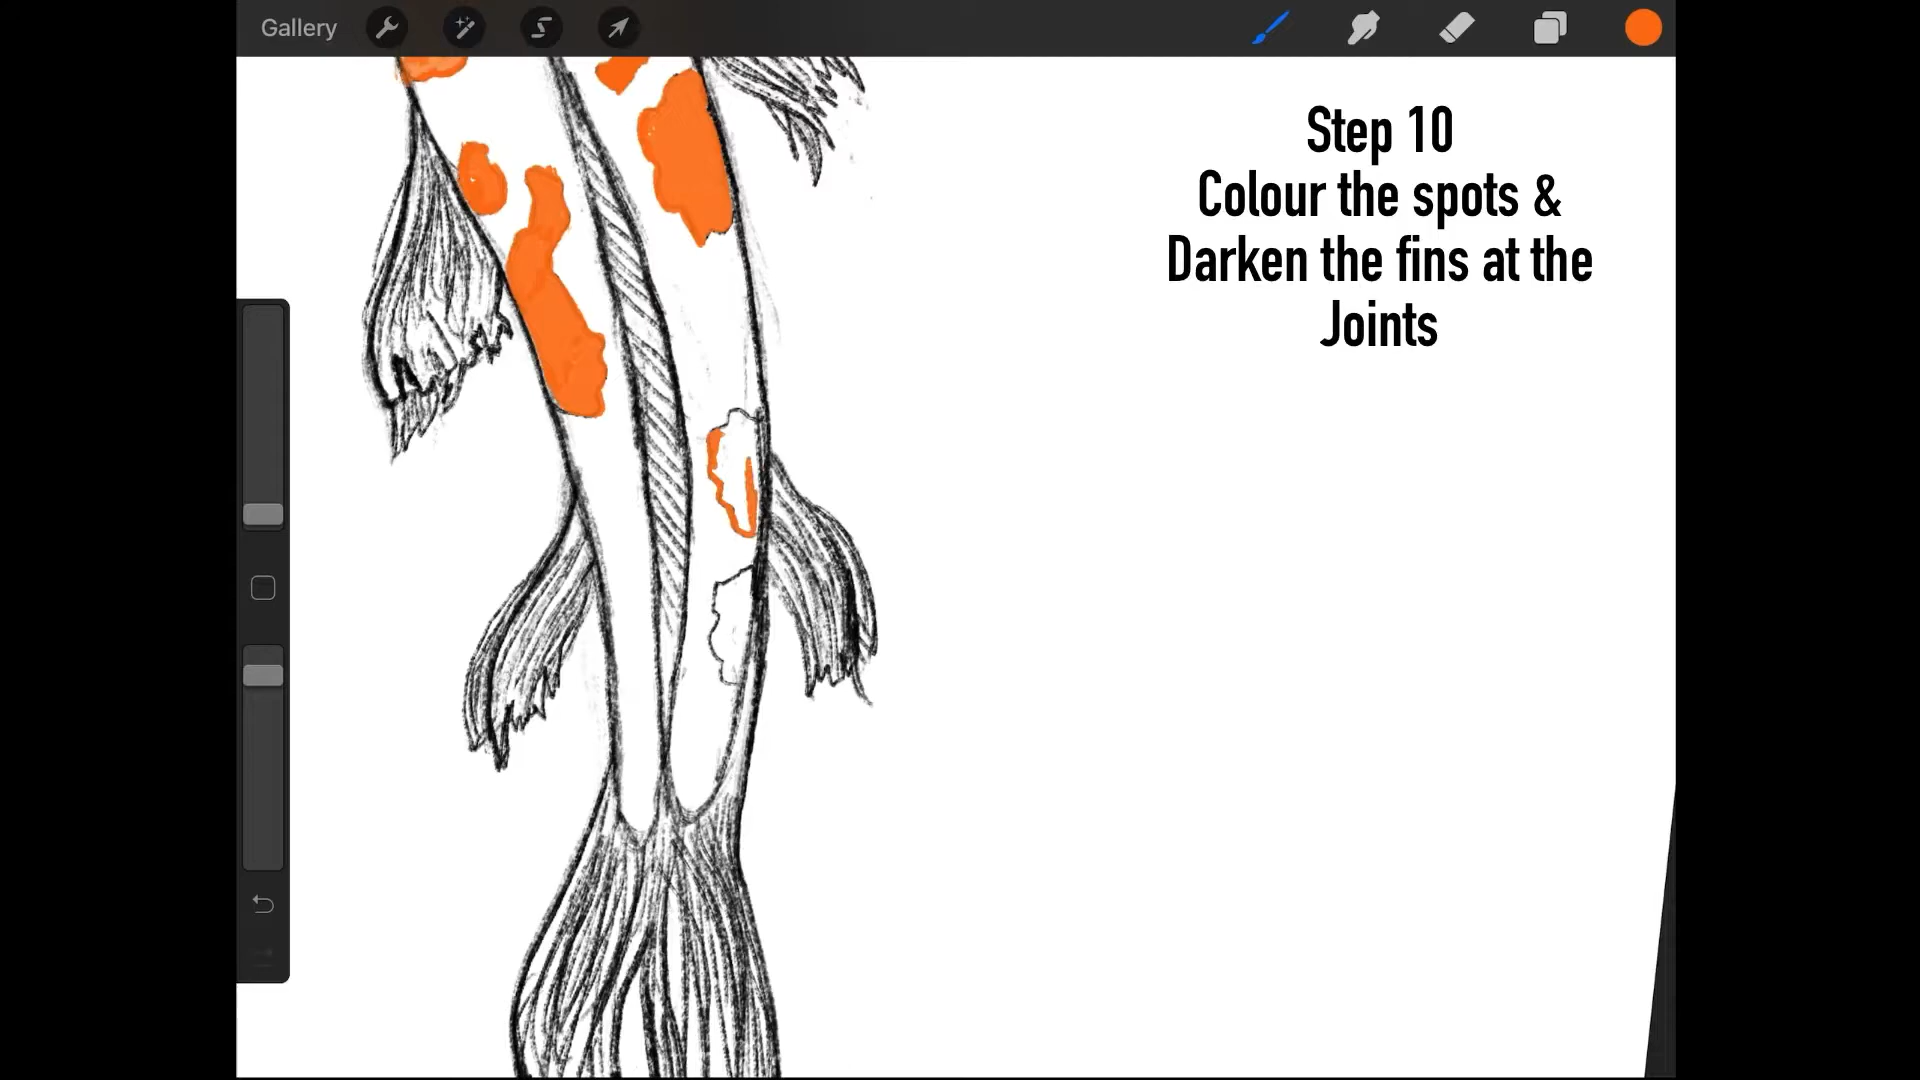 Gallery
Step 10
Colour the spots &
Darken the fins at the
Joints